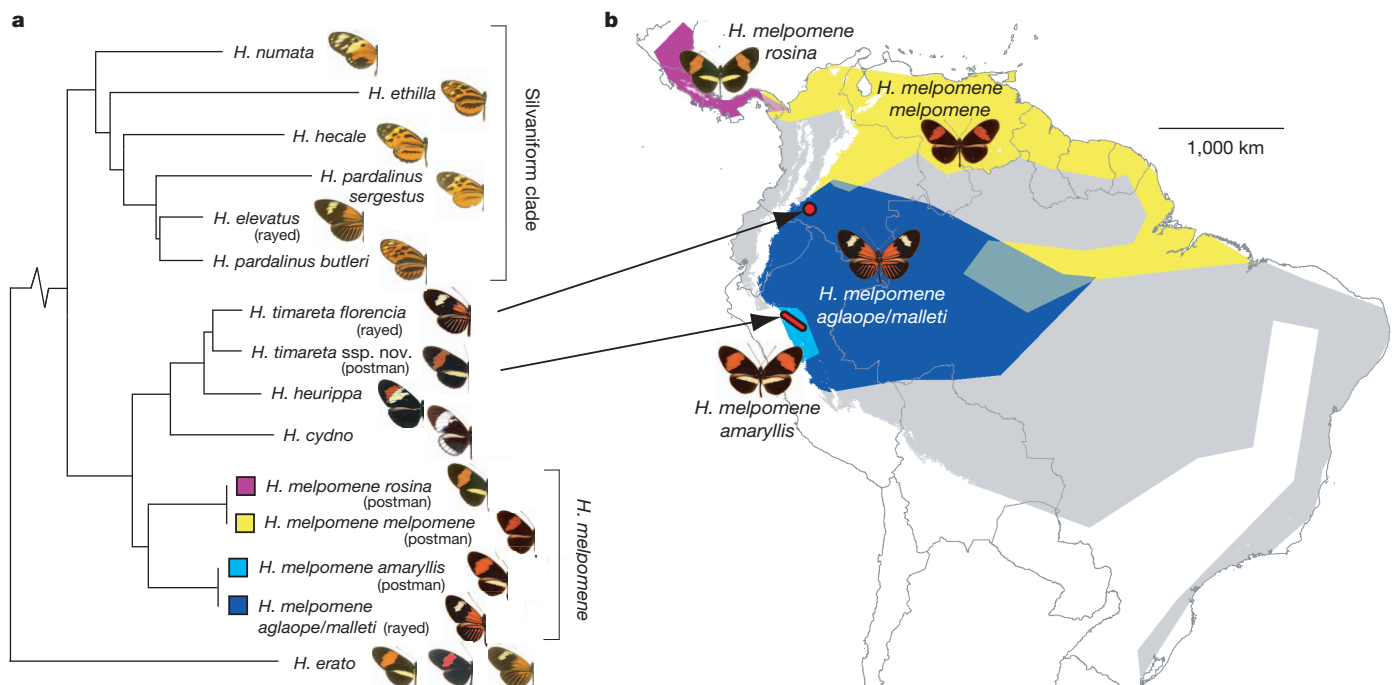 a
H. numata
H. ethilla
H. hecale
H. pardalinus
sergestus
H. elevatus
(rayed)
H. pardalinus butleri
Silvaniform clade
H. timareta florencia
(rayed)
H. timareta ssp. nov.
(postman)
H. heurippa
H. cydno
H. melpomene rosina
(postman)
H. melpomene melpomene
(postman)
H. melpomene amaryllis
(postman)
H. melpomene
aglaope/malleti (rayed)
H. melpomene
H. erato
b
H. melpomene
rosina
H. melpomene
melpomene
1,000 km
H. melpomene
aglaope/malleti
H. melpomene
amaryllis